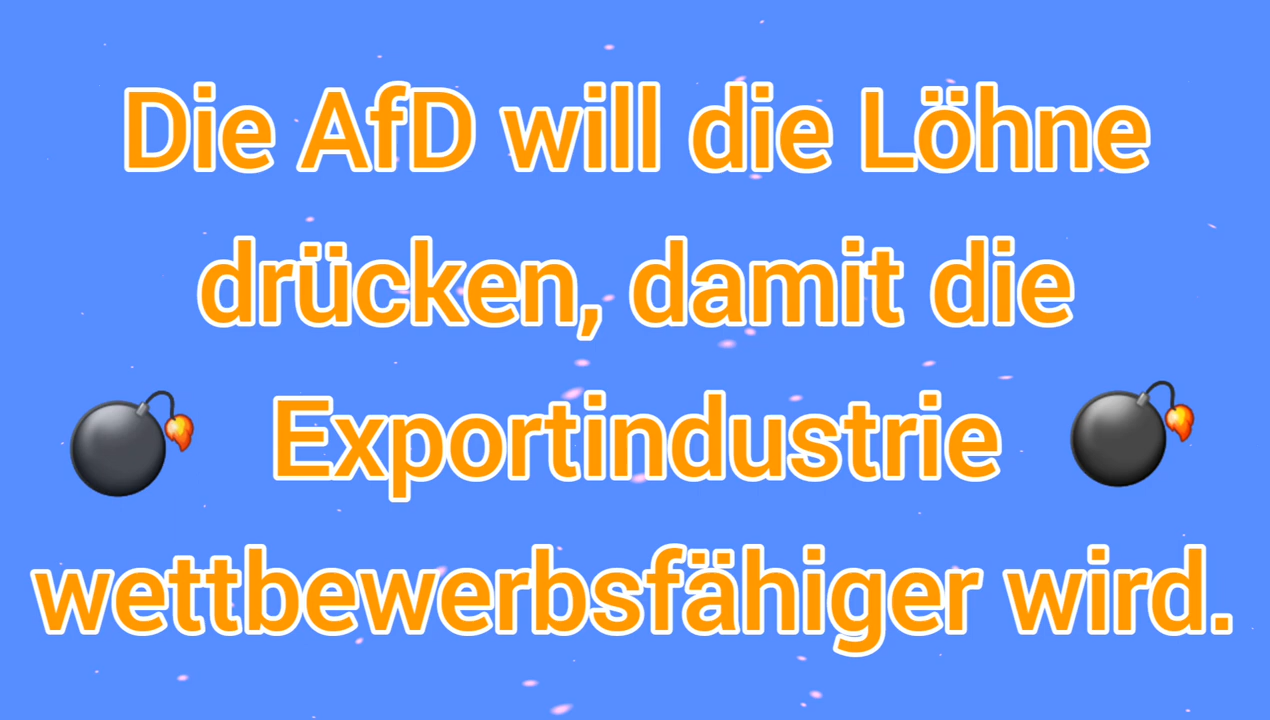 Die AfD will die Löhne
drücken, damit die
Exportindustrie
wettbewerbsfähiger wird.